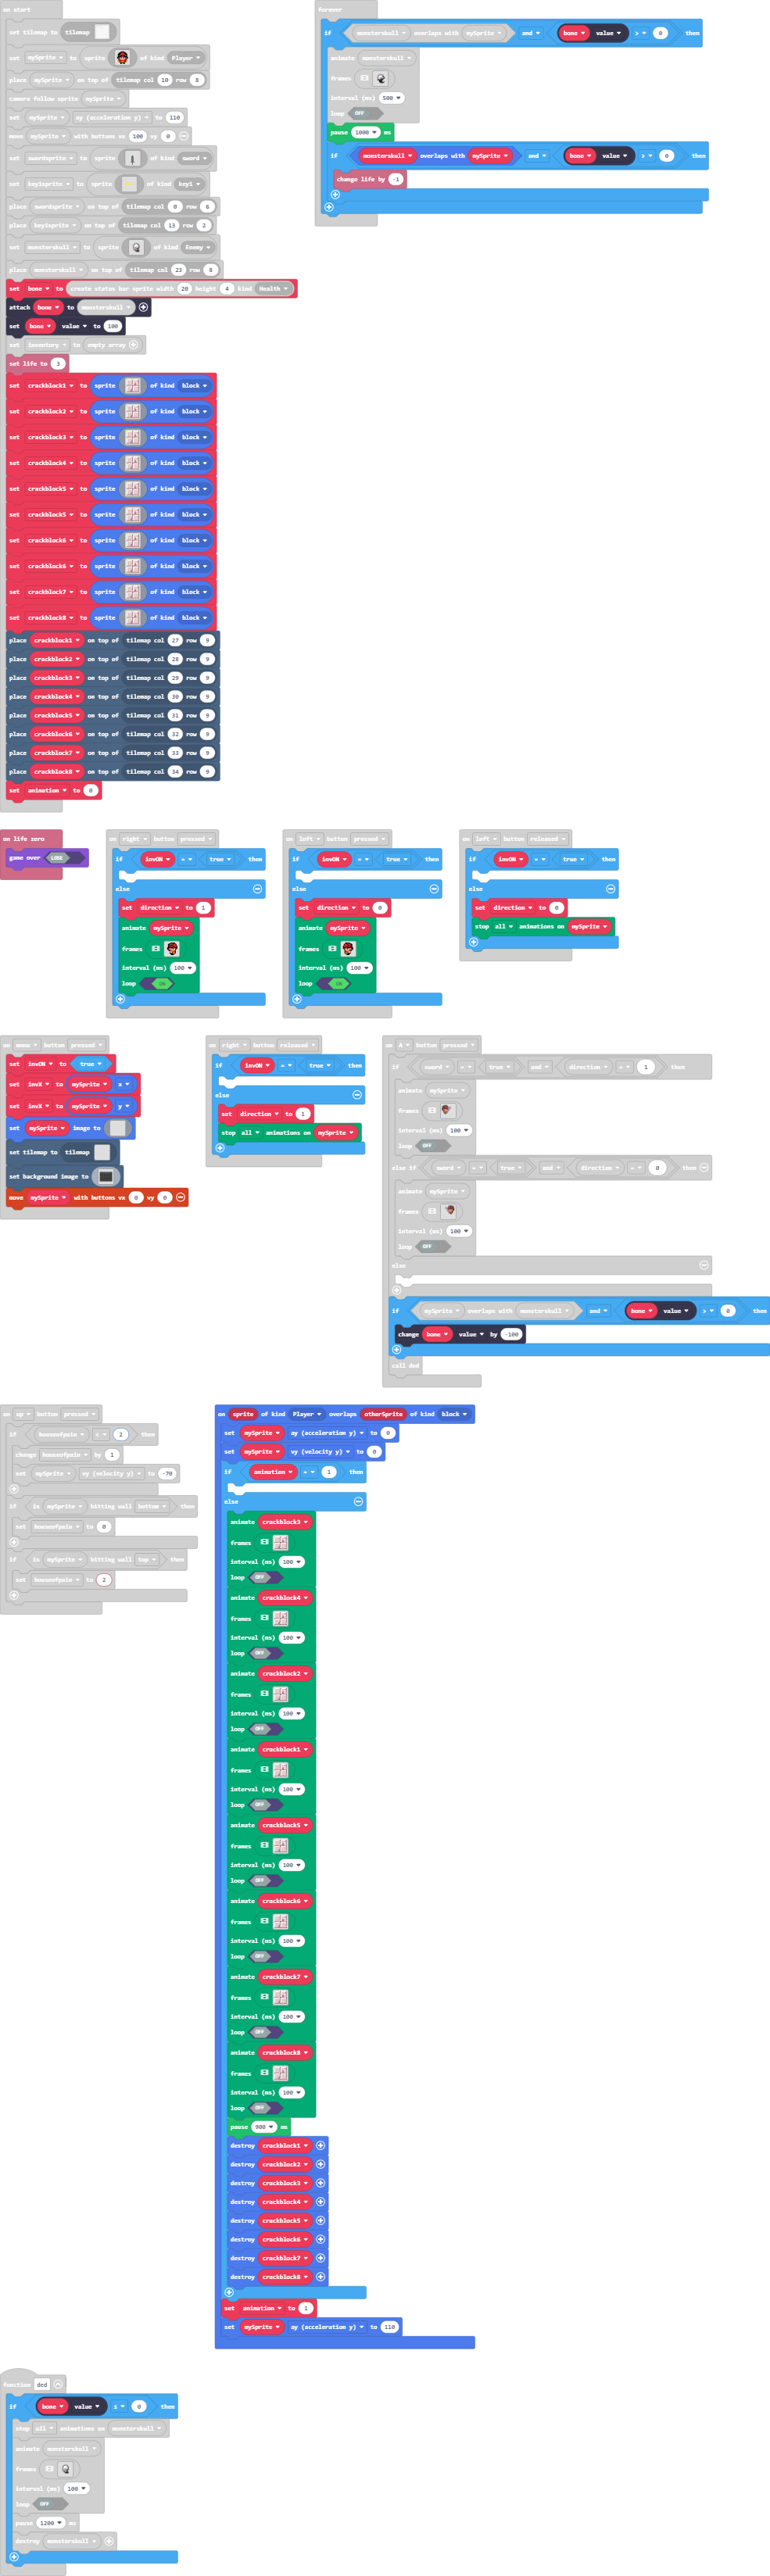 on start
set tilemap to tilemap
set mySprite to sprite of kind Player
place mySprite on top of tilemap col 10 row 8
camera follow sprite mySprite
set mySprite ay (acceleration y) to 110
move mySprite with buttons vx 100 vy 0
set swordsprite to sprite of kind sword
set key1sprite to sprite of kind key1
place swordsprite on top of tilemap col 0 row 6
place key1sprite on top of tilemap col 13 row 2
set monsterskull to sprite of kind Enemy
place monsterskull on top of tilemap col 23 row 8
set bone to create status bar sprite width 20 height 4 kind Health
attach bone to monsterskull
set bone value to 100
set inventory to empty array
set life to 3
set crackblock1 to sprite of kind block
set crackblock2 to sprite of kind block
set crackblock3 to sprite of kind block
set crackblock4 to sprite of kind block
set crackblock5 to sprite of kind block
set crackblock5 to sprite of kind block
set crackblock6 to sprite of kind block
set crackblock6 to sprite of kind block
set crackblock7 to sprite of kind block
set crackblock8 to sprite of kind block
place crackblock1 on top of tilemap col 27 row 9
place crackblock2 on top of tilemap col 28 row 9
place crackblock3 on top of tilemap col 29 row 9
place crackblock4 on top of tilemap col 30 row 9
place crackblock5 on top of tilemap col 31 row 9
place crackblock6 on top of tilemap col 32 row 9
place crackblock7 on top of tilemap col 33 row 9
place crackblock8 on top of tilemap col 34 row 9
set animation to 0
forever
if monsterskull overlaps with mySprite and bone value > 0 then
animate monsterskull
frames
interval (ms) 500
loop OFF
pause 1000 ms
if monsterskull overlaps with mySprite and bone value > 0 then
change life by -1
on life zero
game over LOSE
on right button pressed
if invON = true then
else
set direction to 1
animate mySprite
frames
interval (ms) 100
loop ON
on left button pressed
if invON = true then
else
set direction to 0
animate mySprite
frames
interval (ms) 100
loop ON
on left button released
if invON = true then
else
set direction to 0
stop all animations on mySprite
on menu button pressed
set invON to true
set invX to mySprite x
set invX to mySprite y
set mySprite image to
set tilemap to tilemap
set background image to
move mySprite with buttons vx 0 vy 0
on right button released
if invON = true then
else
set direction to 1
stop all animations on mySprite
on A button pressed
if sword = true and direction = 1 then
animate mySprite
frames
interval (ms) 100
loop OFF
else if sword = true and direction = 0 then
animate mySprite
frames
interval (ms) 100
loop OFF
else
if mySprite overlaps with monsterskull and bone value > 0 then
change bone value by -100
call ded
on up button pressed
if houseofpaie < 2 then
change houseofpaie by 1
set mySprite vy (velocity y) to -70
if is mySprite hitting wall bottom then
set houseofpaie to 0
if is mySprite hitting wall top then
set houseofpaie to 2
on sprite of kind Player overlaps otherSprite of kind block
set mySprite ay (acceleration y) to 0
set mySprite vy (velocity y) to 0
if animation = 1 then
else
animate crackblock3
frames
interval (ms) 100
loop OFF
animate crackblock4
frames
interval (ms) 100
loop OFF
animate crackblock2
frames
interval (ms) 100
loop OFF
animate crackblock1
frames
interval (ms) 100
loop OFF
animate crackblock5
frames
interval (ms) 100
loop OFF
animate crackblock6
frames
interval (ms) 100
loop OFF
animate crackblock7
frames
interval (ms) 100
loop OFF
animate crackblock8
frames
interval (ms) 100
loop OFF
pause 900 ms
destroy crackblock1
destroy crackblock2
destroy crackblock3
destroy crackblock4
destroy crackblock5
destroy crackblock6
destroy crackblock7
destroy crackblock8
set animation to 1
set mySprite ay (acceleration y) to 110
function ded
if bone value ≤ 0 then
stop all animations on monsterskull
animate monsterskull
frames
interval (ms) 100
loop OFF
pause 1200 ms
destroy monsterskull